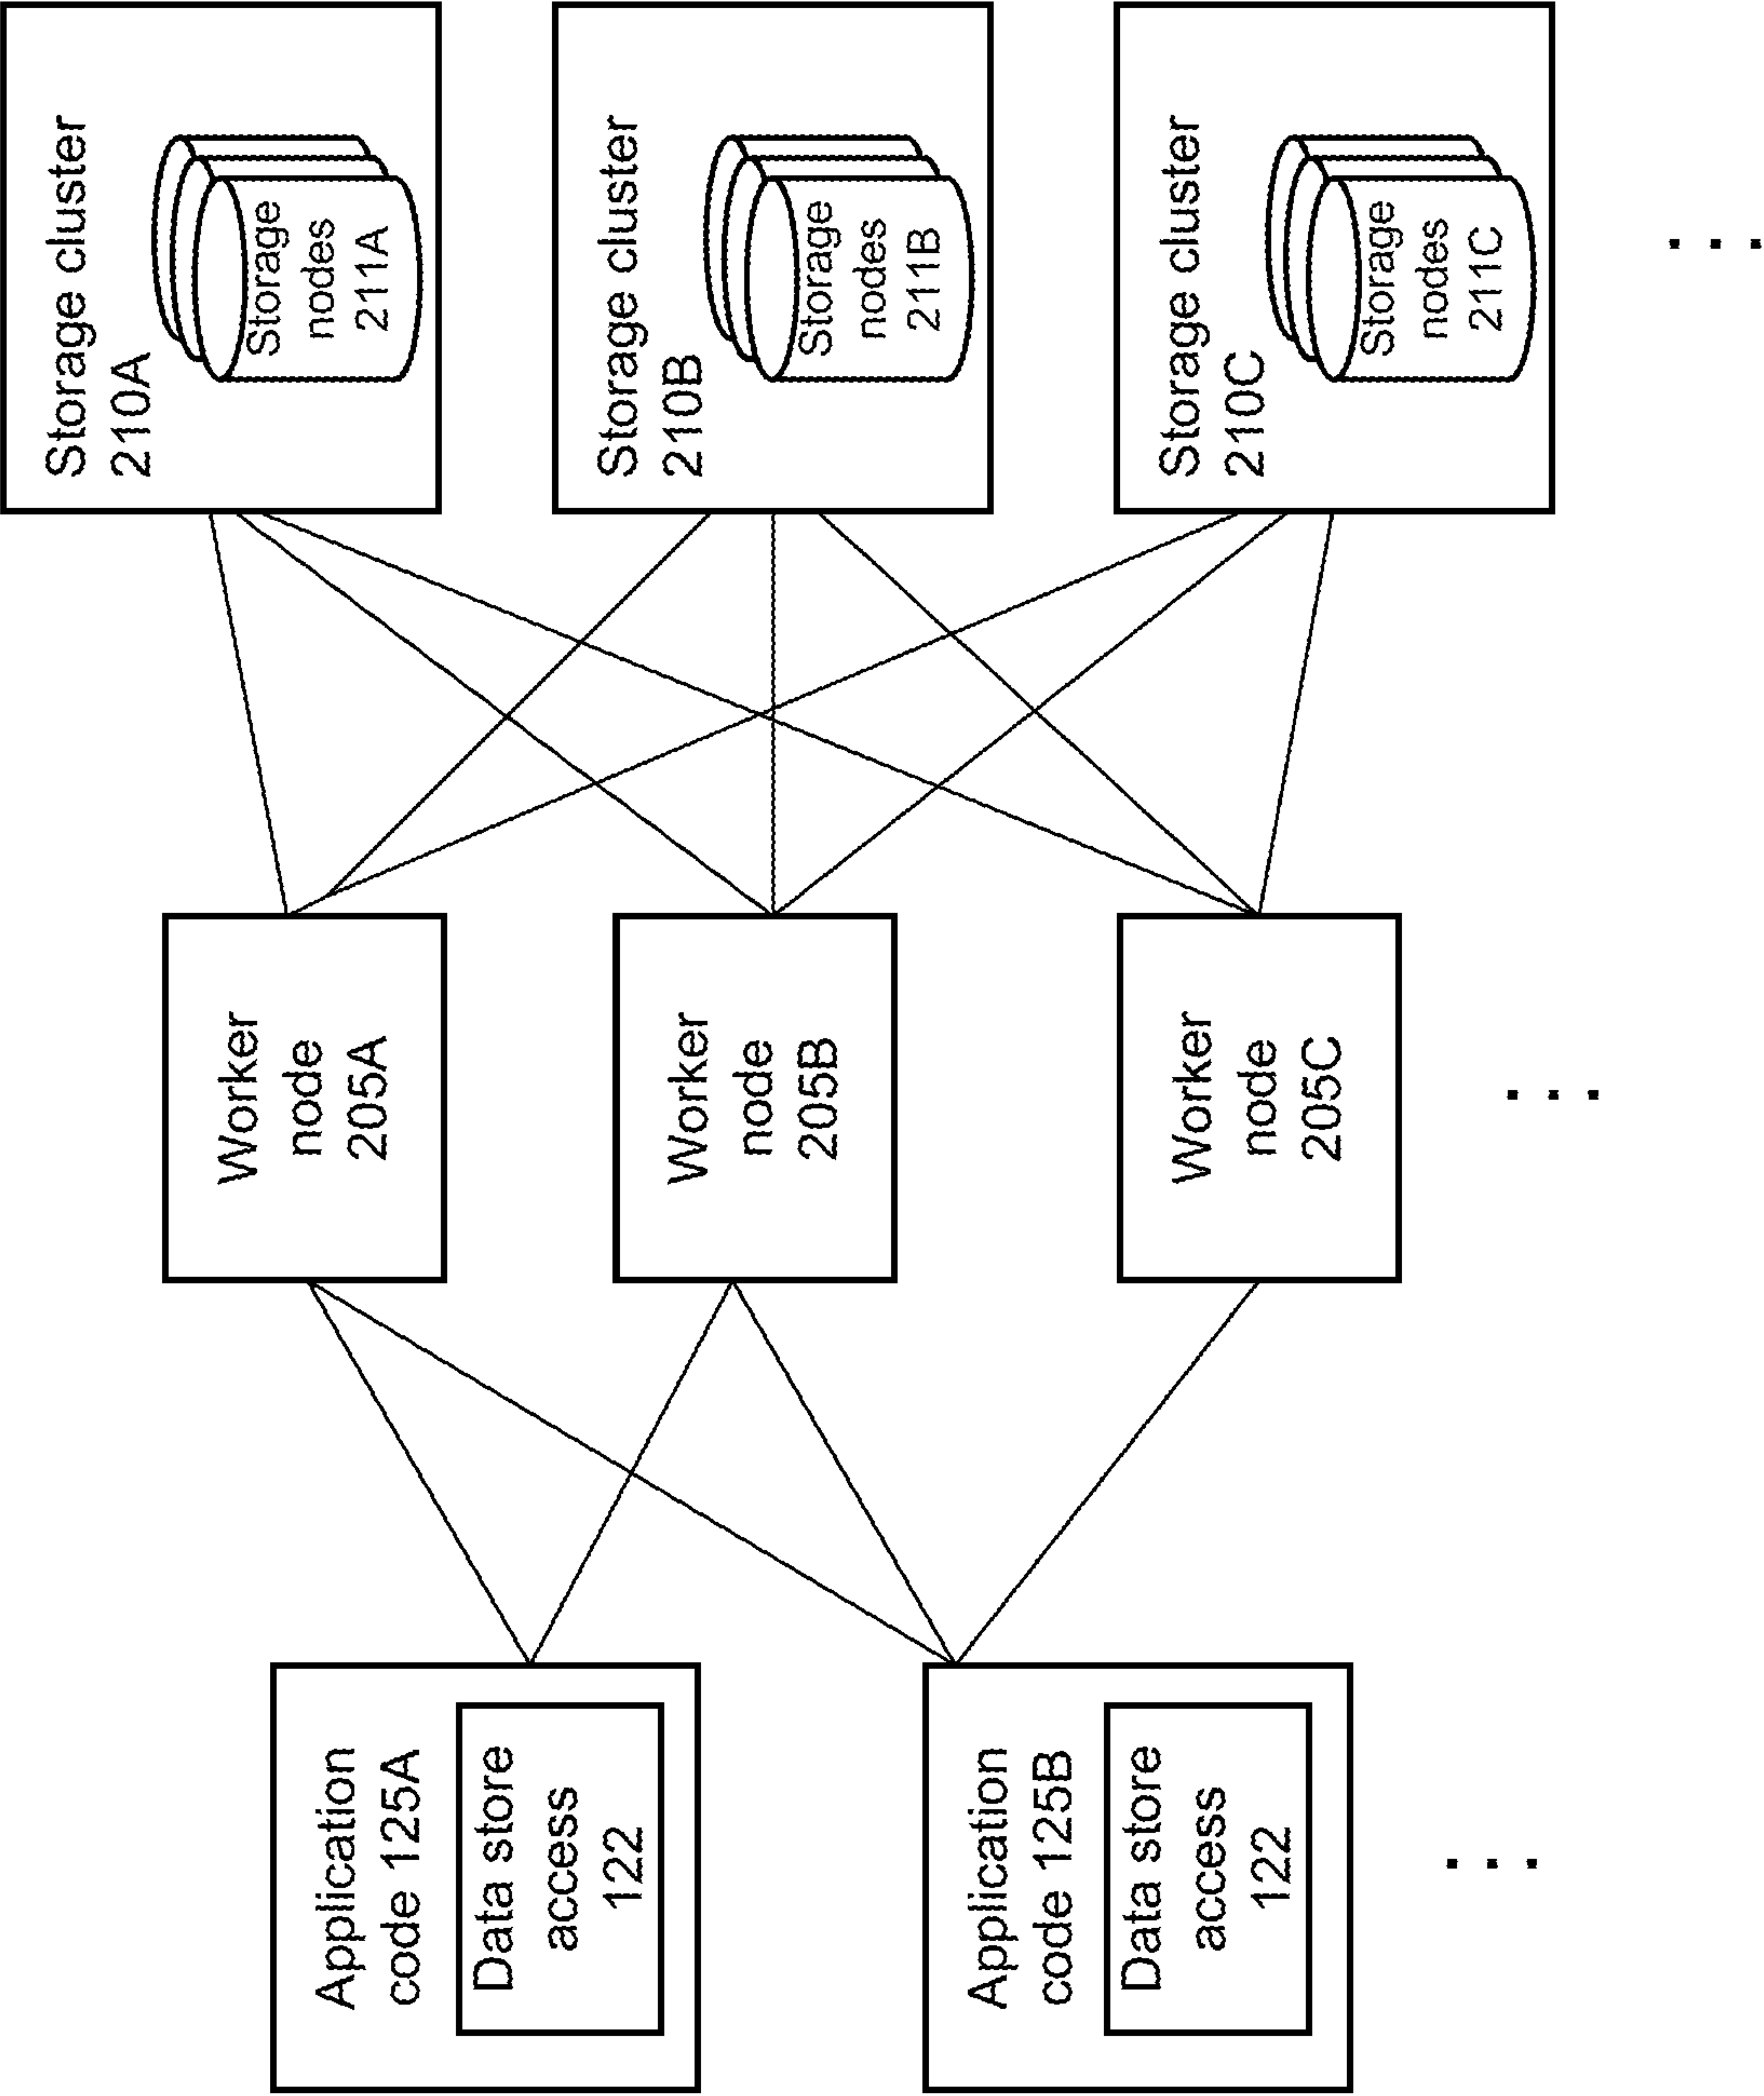 Application
code 125A
Data store
access
122
Application
code 125B
Data store
access
122
. . .
Worker
node
205A
Worker
node
205B
Worker
node
205C
. . .
Storage cluster
210A
Storage
nodes
211A
Storage cluster
210B
Storage
nodes
211B
Storage cluster
210C
Storage
nodes
211C
. . .